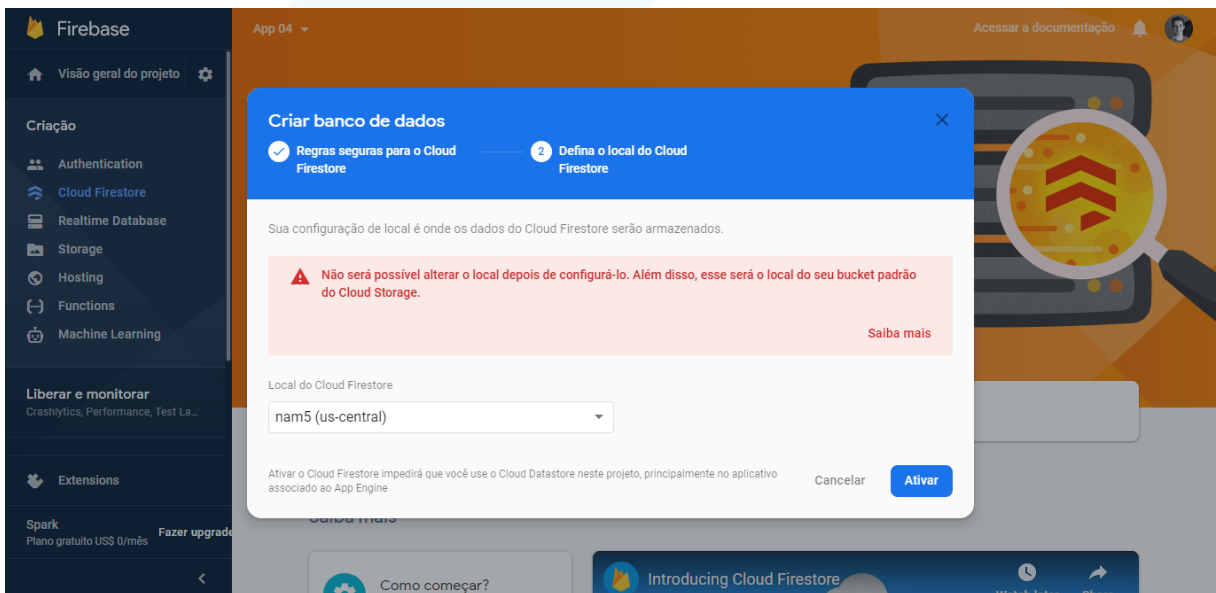 Firebase
App 04
Acessar a documentação
Visão geral do projeto
Criação
Authentication
Cloud Firestore
Realtime Database
Storage
Hosting
Functions
Machine Learning
Liberar e monitorar
Crashlytics, Performance, Test La...
Extensions
Spark
Plano gratuito US$ 0/mês
Fazer upgrade
Criar banco de dados
Regras seguras para o Cloud
Firestore
2 Defina o local do Cloud
Firestore
Sua configuração de local é onde os dados do Cloud Firestore serão armazenados.
Não será possível alterar o local depois de configurá-lo. Além disso, esse será o local do seu bucket padrão
do Cloud Storage.
Saiba mais
Local do Cloud Firestore
nam5 (us-central)
Ativar o Cloud Firestore impedirá que você use o Cloud Datastore neste projeto, principalmente no aplicativo
associado ao App Engine
Cancelar
Ativar
Saiba mais
Como começar?
Introducing Cloud Firestore